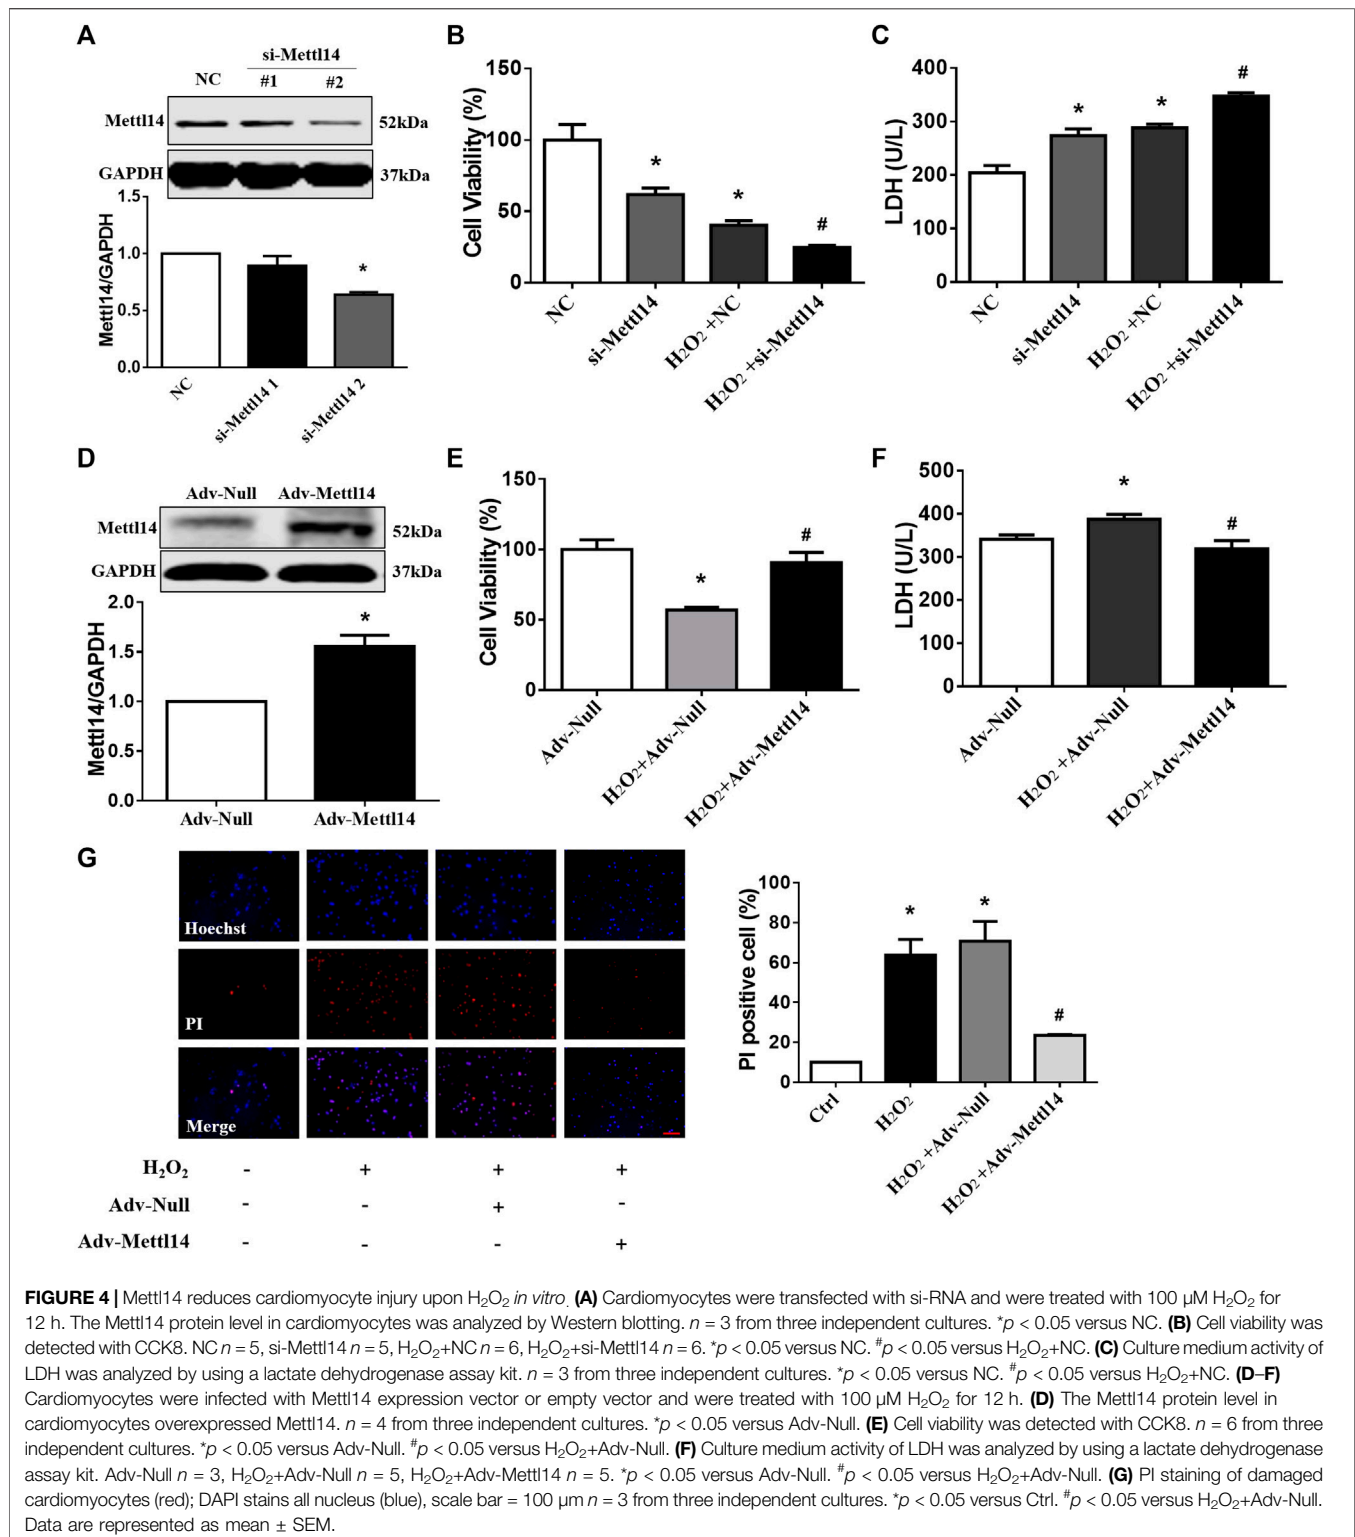 A
si-Mettl14
NC #1 #2
Mettl14 52kDa
GAPDH 37kDa
Mettl14/GAPDH
1.5
1.0
0.5
0.0
*
NC si-Mettl14 1 si-Mettl14 2
B
Cell Viability (%)
150
100
50
0
* * #
NC si-Mettl14 H₂O₂ +NC H₂O₂ +si-Mettl14
C
LDH (U/L)
400
300
200
100
0
* * #
NC si-Mettl14 H₂O₂ +NC H₂O₂ +si-Mettl14
D
Adv-Null Adv-Mettl14
Mettl14 52kDa
GAPDH 37kDa
Mettl14/GAPDH
2.0
1.5
1.0
0.5
0.0
*
Adv-Null Adv-Mettl14
E
Cell Viability (%)
150
100
50
0
* #
Adv-Null H₂O₂+Adv-Null H₂O₂+Adv-Mettl14
F
LDH (U/L)
500
400
300
200
100
0
* #
Adv-Null H₂O₂ +Adv-Null H₂O₂+Adv-Mettl14
G
Hoechst
PI
Merge
H₂O₂ - + + +
Adv-Null - - + -
Adv-Mettl14 - - - +
PI positive cell (%)
100
80
60
40
20
0
* * #
Ctrl H₂O₂ H₂O₂ +Adv-Null H₂O₂ +Adv-Mettl14
FIGURE 4 | Mettl14 reduces cardiomyocyte injury upon H₂O₂ in vitro. (A) Cardiomyocytes were transfected with si-RNA and were treated with 100 μM H₂O₂ for
12 h. The Mettl14 protein level in cardiomyocytes was analyzed by Western blotting. n = 3 from three independent cultures. *p < 0.05 versus NC. (B) Cell viability was
detected with CCK8. NC n = 5, si-Mettl14 n = 5, H₂O₂+NC n = 6, H₂O₂+si-Mettl14 n = 6. *p < 0.05 versus NC. #p < 0.05 versus H₂O₂+NC. (C) Culture medium activity of
LDH was analyzed by using a lactate dehydrogenase assay kit. n = 3 from three independent cultures. *p < 0.05 versus NC. #p < 0.05 versus H₂O₂+NC. (D–F)
Cardiomyocytes were infected with Mettl14 expression vector or empty vector and were treated with 100 μM H₂O₂ for 12 h. (D) The Mettl14 protein level in
cardiomyocytes overexpressed Mettl14. n = 4 from three independent cultures. *p < 0.05 versus Adv-Null. (E) Cell viability was detected with CCK8. n = 6 from three
independent cultures. *p < 0.05 versus Adv-Null. #p < 0.05 versus H₂O₂+Adv-Null. (F) Culture medium activity of LDH was analyzed by using a lactate dehydrogenase
assay kit. Adv-Null n = 3, H₂O₂+Adv-Null n = 5, H₂O₂+Adv-Mettl14 n = 5. *p < 0.05 versus Adv-Null. #p < 0.05 versus H₂O₂+Adv-Null. (G) PI staining of damaged
cardiomyocytes (red); DAPI stains all nucleus (blue), scale bar = 100 μm n = 3 from three independent cultures. *p < 0.05 versus Ctrl. #p < 0.05 versus H₂O₂+Adv-Null.
Data are represented as mean ± SEM.